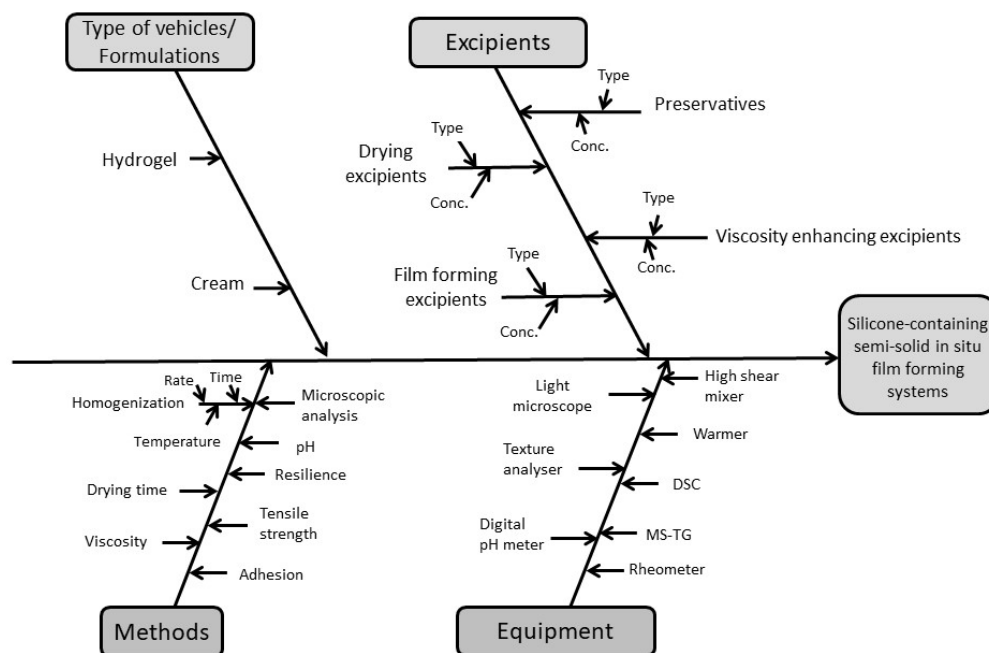 Type of vehicles/
Formulations
Excipients
Type
Preservatives
Conc.
Type
Drying
excipients
Conc.
Hydrogel
Type
Viscosity enhancing excipients
Conc.
Type
Film forming
excipients
Conc.
Cream
Silicone-containing
semi-solid in situ
film forming
systems
Rate
Time
Homogenization
Temperature
Microscopic
analysis
pH
Resilience
Drying time
Tensile
strength
Viscosity
Adhesion
Methods
Light
microscope
High shear
mixer
Warmer
Texture
analyser
DSC
Digital
pH meter
MS-TG
Rheometer
Equipment